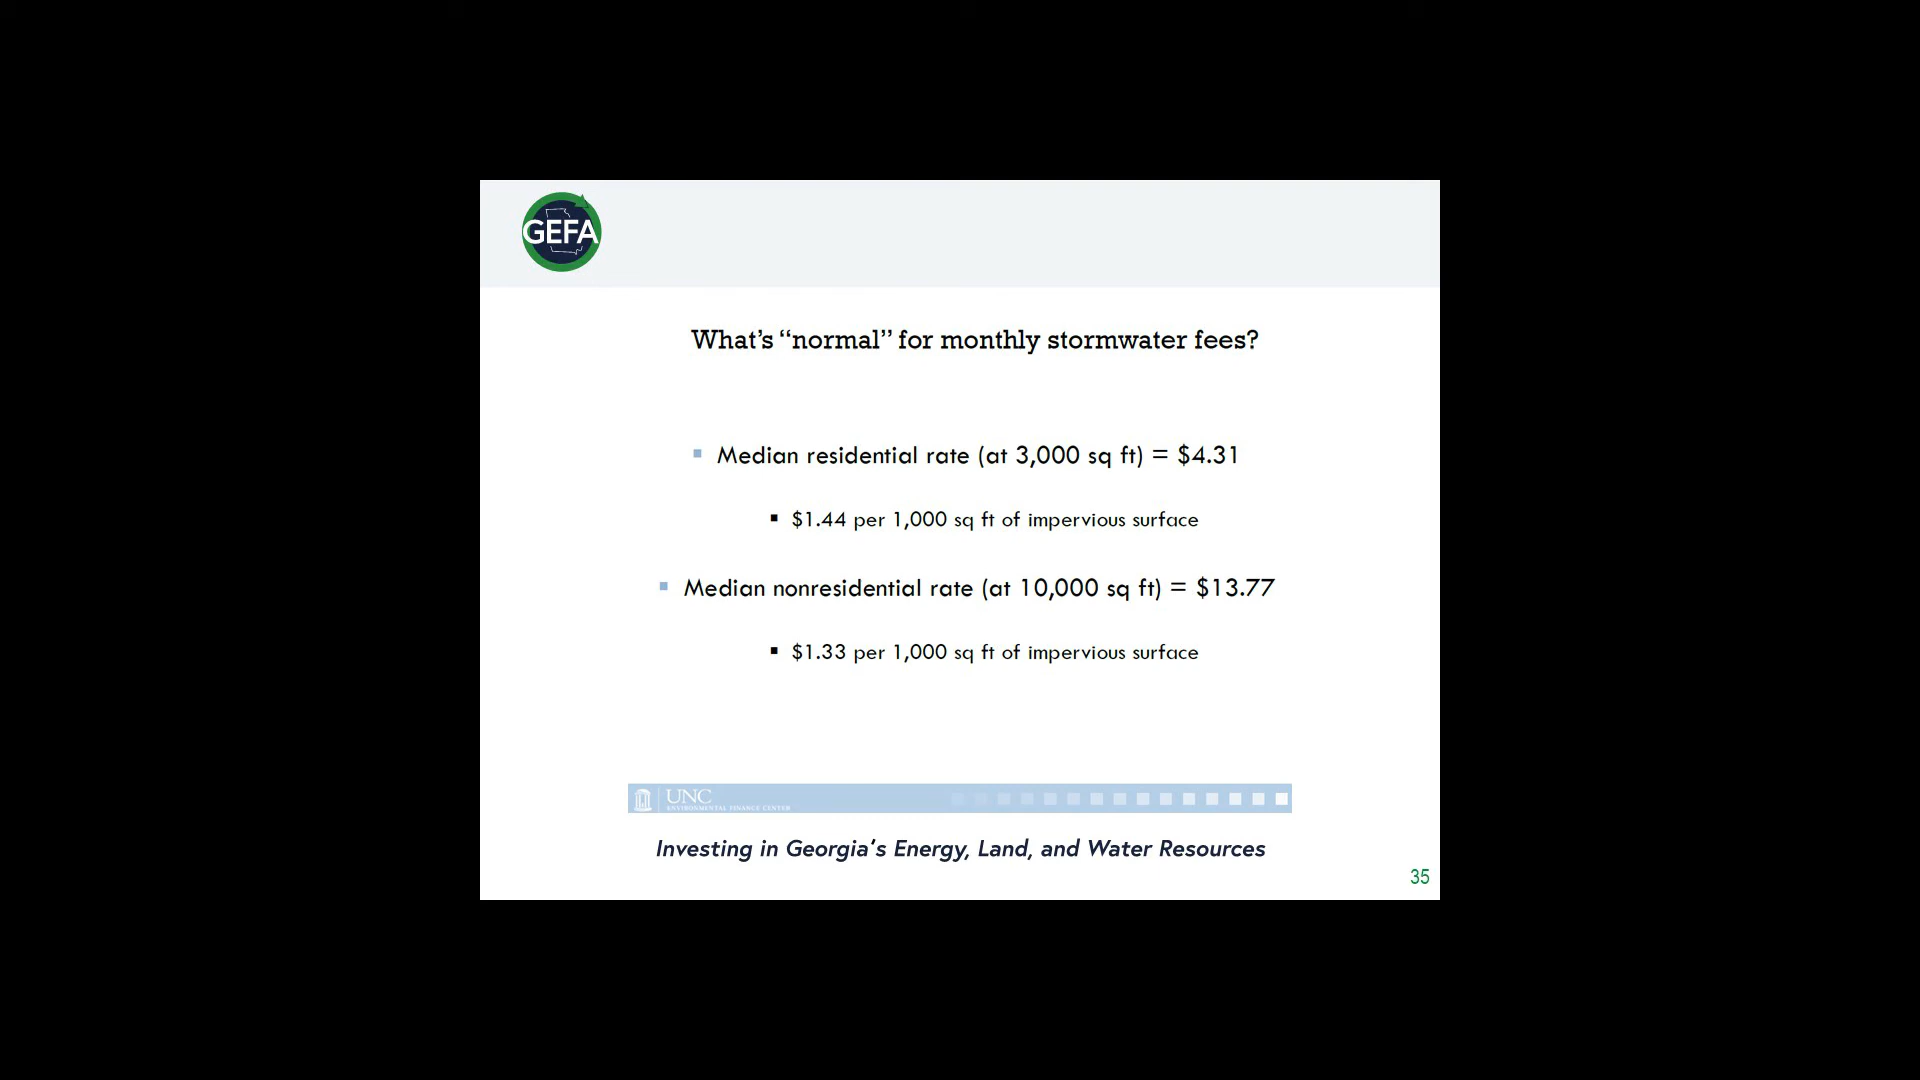 GEFA
What's “normal” for monthly stormwater fees?
▪ Median residential rate (at 3,000 sq ft) = $4.31
▪ $1.44 per 1,000 sq ft of impervious surface
▪ Median nonresidential rate (at 10,000 sq ft) = $13.77
▪ $1.33 per 1,000 sq ft of impervious surface
UNC
ENVIRONMENTAL FINANCE CENTER
Investing in Georgia's Energy, Land, and Water Resources
35